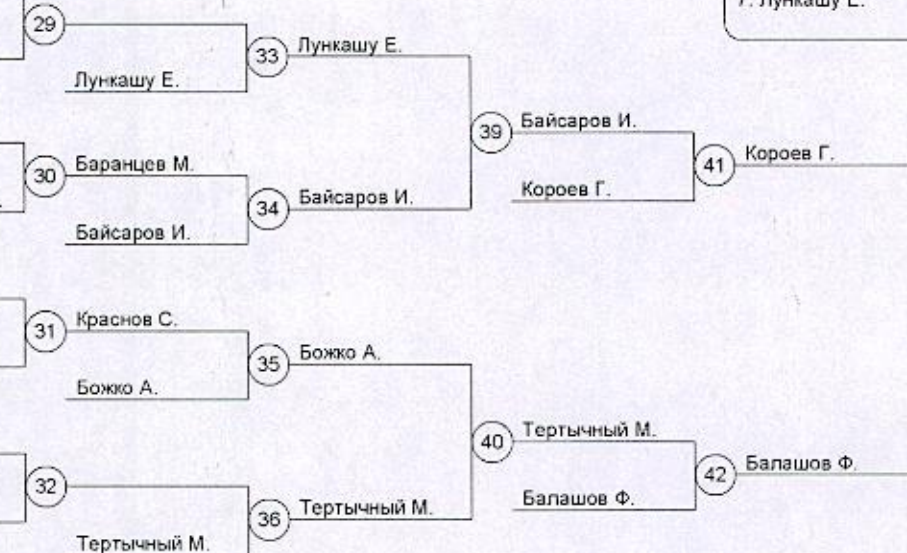 7. Лункашу Е.
29
33
Лункашу Е.
Лункашу Е.
39
Байсаров И.
41
Короев Г.
30
Баранцев М.
34
Байсаров И.
Короев Г.
Байсаров И.
31
Краснов С.
35
Божко А.
Божко А.
40
Тертычный М.
42
Балашов Ф.
32
36
Тертычный М.
Балашов Ф.
Тертычный М.